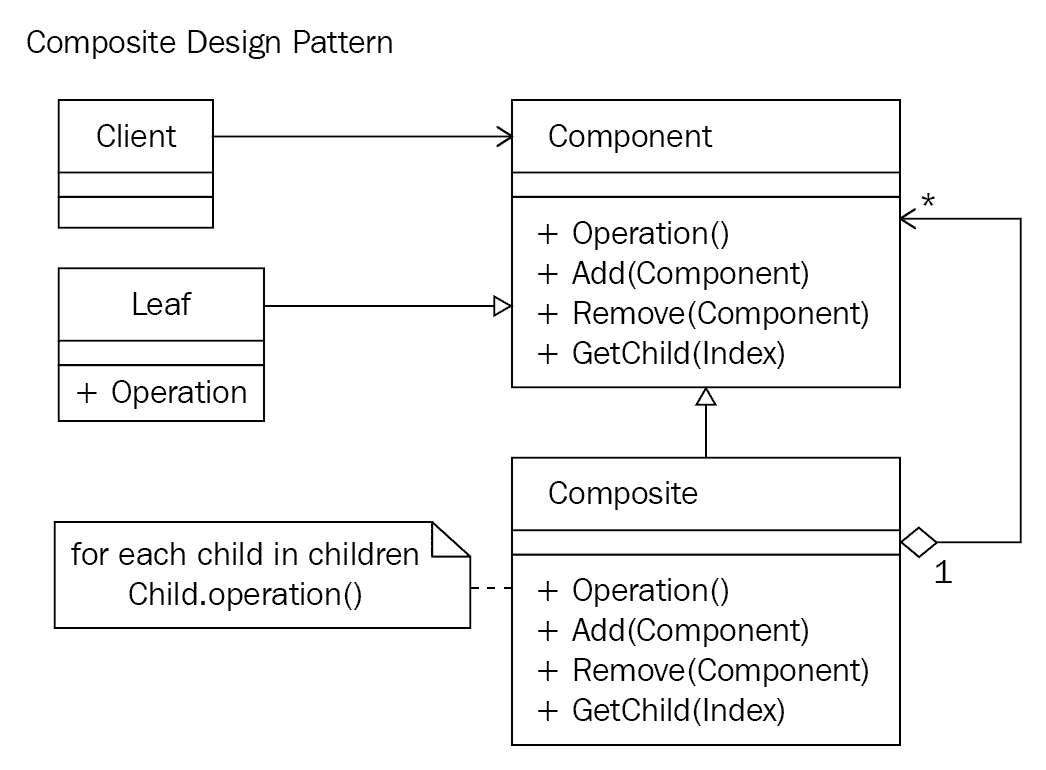 Composite Design Pattern
Client
Component
+ Operation()
+ Add(Component)
+ Remove(Component)
+ GetChild(Index)
*
Leaf
+ Operation
Composite
+ Operation()
+ Add(Component)
+ Remove(Component)
+ GetChild(Index)
1
for each child in children
Child.operation()